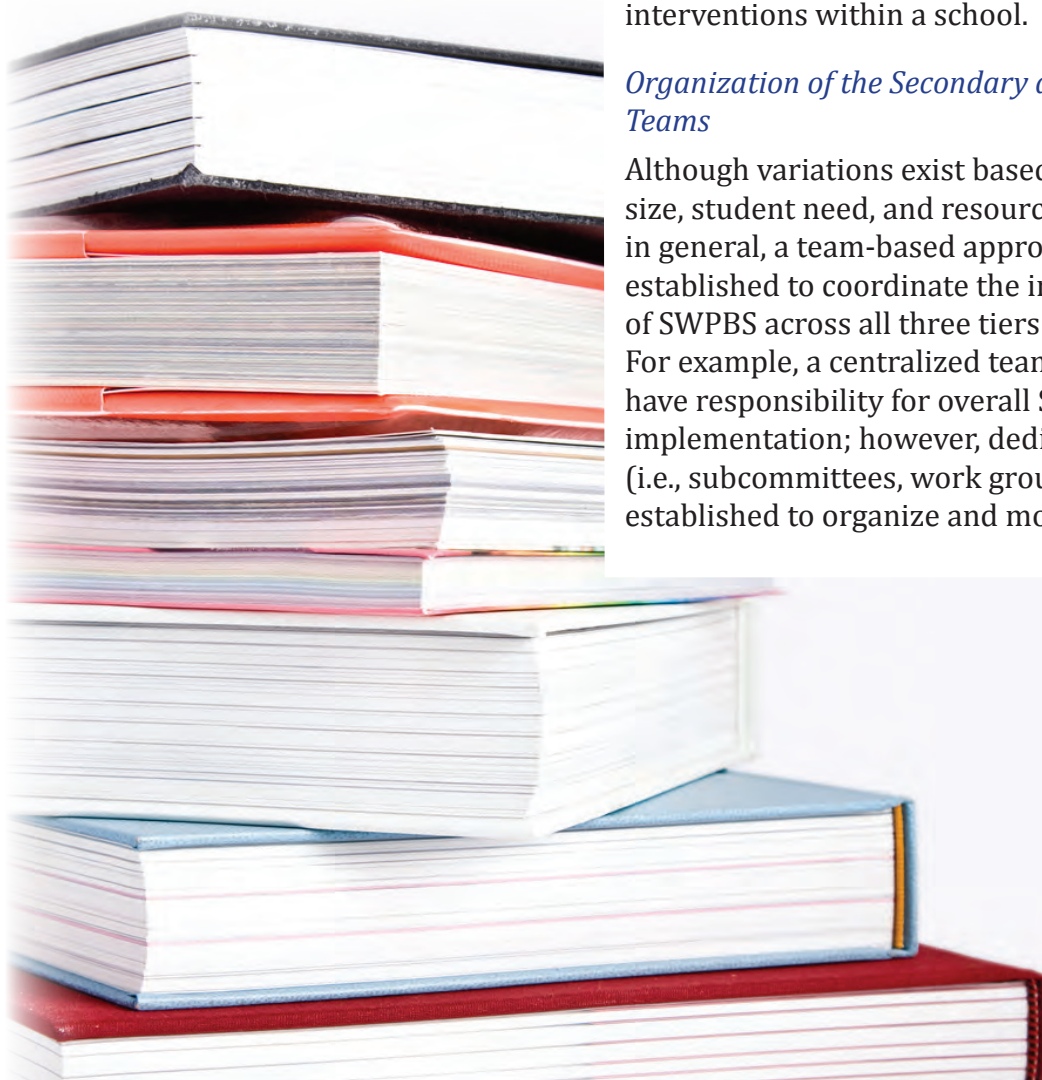 interventions within a school.
Organization of the Secondary
Teams
Although variations exist based
size, student need, and resourc
in general, a team-based appro
established to coordinate the i
of SWPBS across all three tiers
For example, a centralized team
have responsibility for overall S
implementation; however, dedi
(i.e., subcommittees, work grou
established to organize and mo